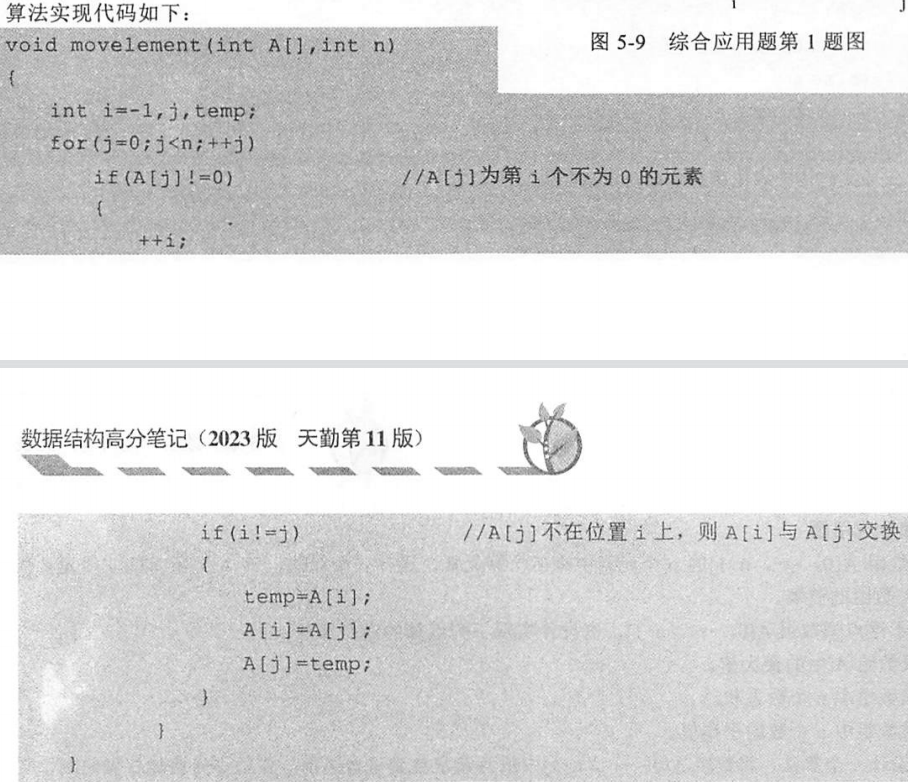 算法实现代码如下：
i j
图 5-9 综合应用题第 1 题图
void movelement(int A[],int n)
{
int i=-1,j,temp;
for(j=0;j<n;++j)
if(A[j]!=0) //A[j]为第 i 个不为 0 的元素
{
++i;
数据结构高分笔记（2023 版 天勤第 11 版）
if(i!=j) //A[j]不在位置 i 上，则 A[i]与 A[j]交换
{
temp=A[i];
A[i]=A[j];
A[j]=temp;
}
}
}